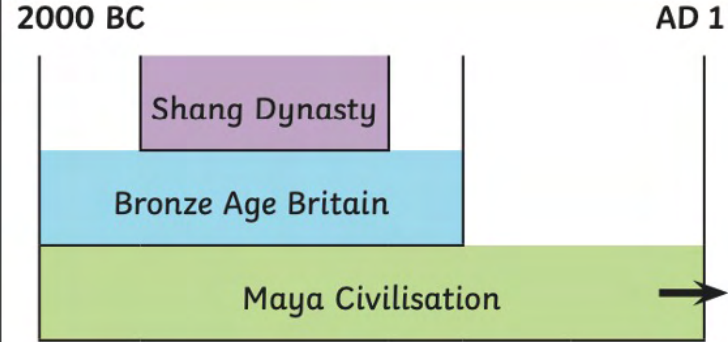 2000 BC AD 1
Shang Dynasty
Bronze Age Britain
Maya Civilisation